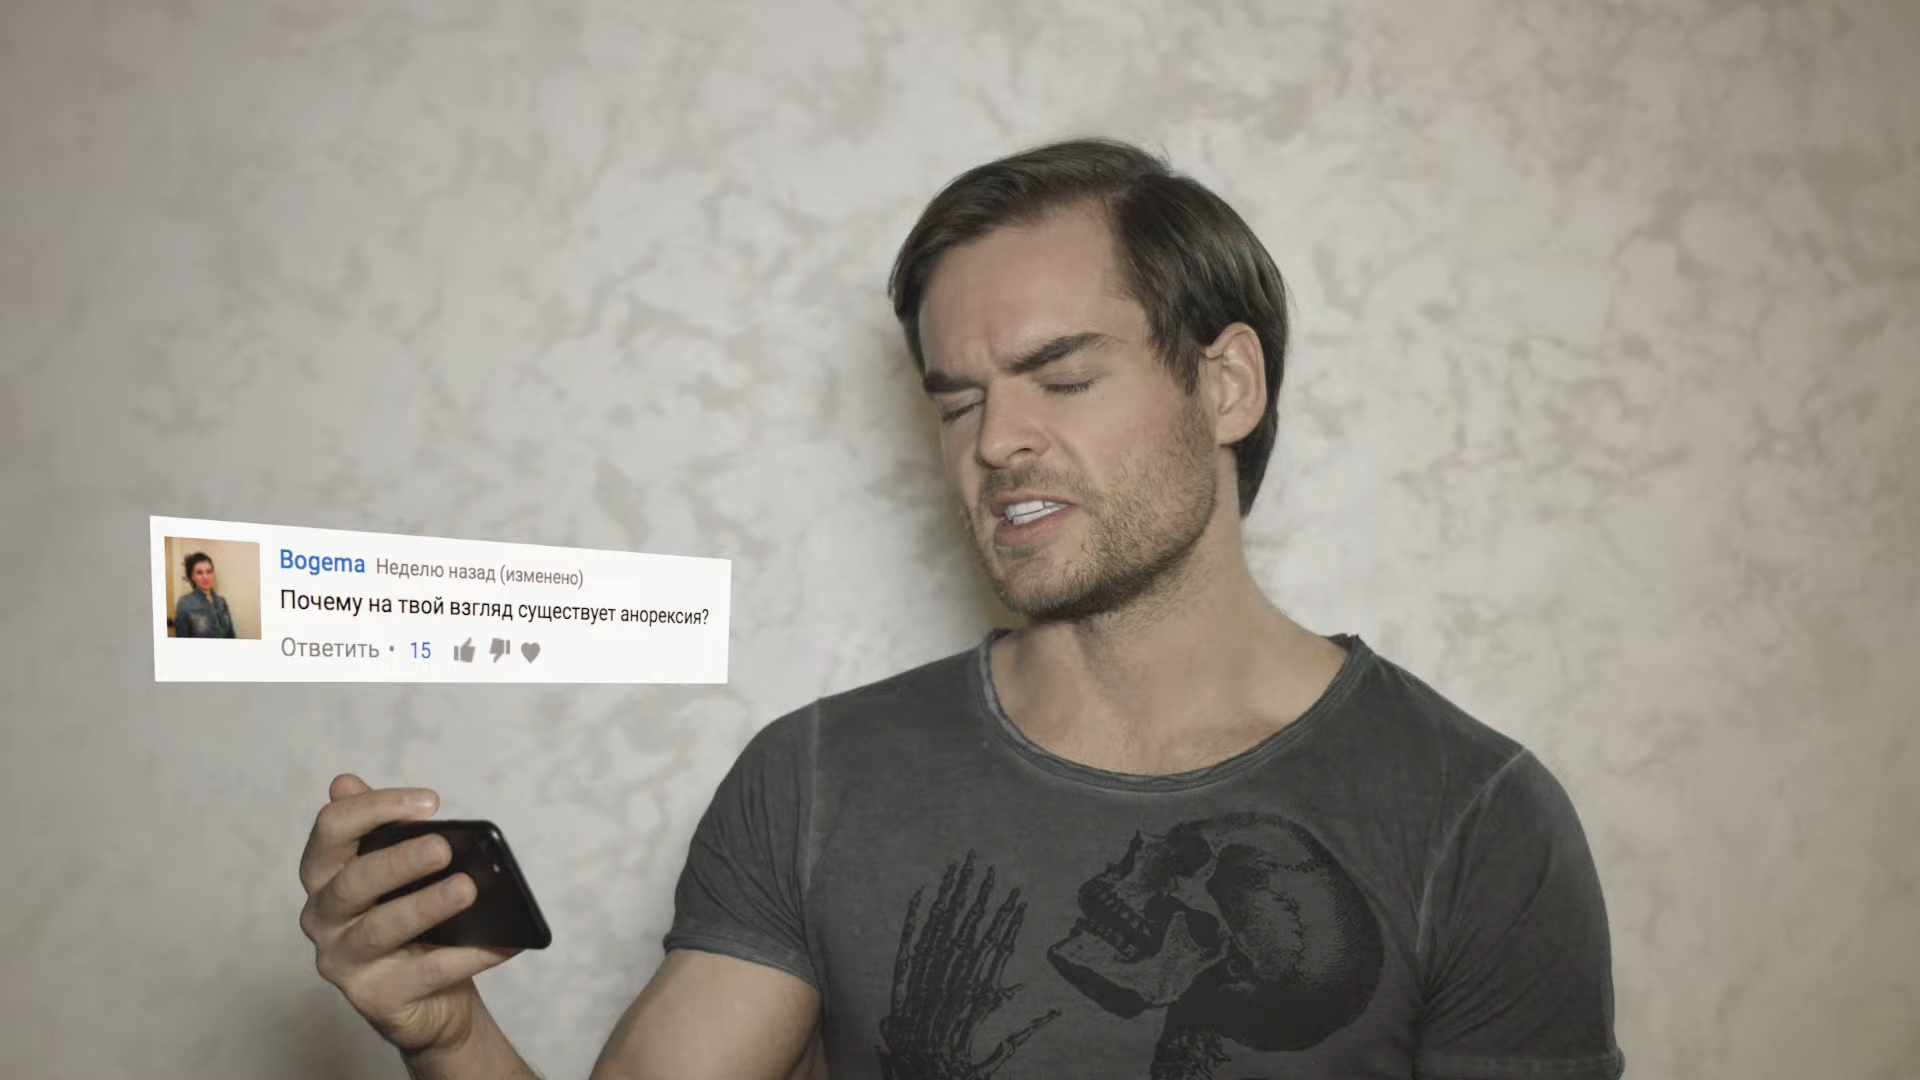 Bogema Неделю назад (изменено)
Почему на твой взгляд существует анорексия?
Ответить • 15